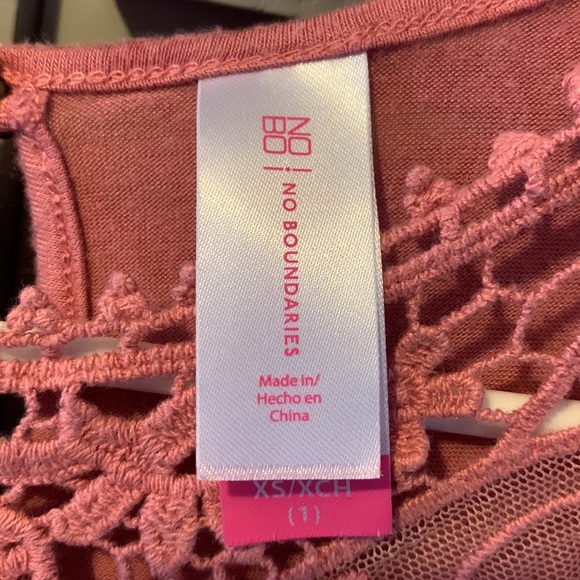 NO!
BO!
NO BOUNDARIES
Made in/
Hecho en
China
XS/XCH
(1)